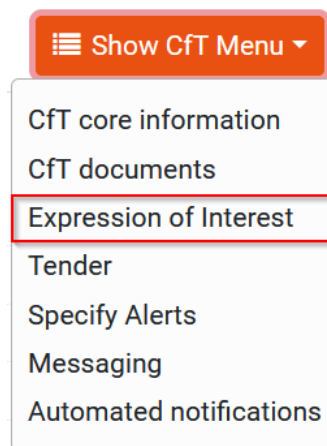 Show CfT Menu
CfT core information
CfT documents
Expression of Interest
Tender
Specify Alerts
Messaging
Automated notifications